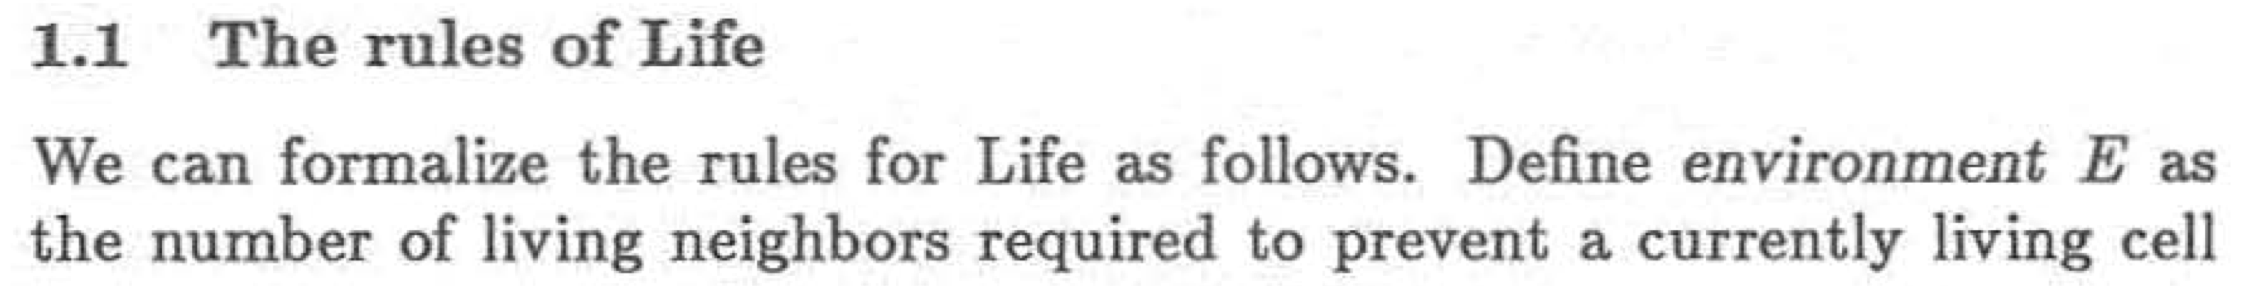 1.1 The rules of Life
We can formalize the rules for Life as follows. Define environment E as
the number of living neighbors required to prevent a currently living cell